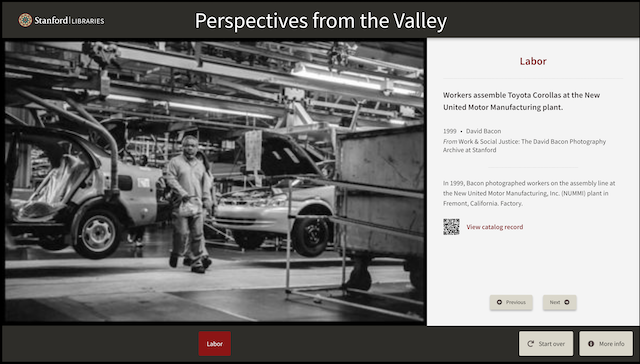 Stanford | LIBRARIES
Perspectives from the Valley
Labor
Workers assemble Toyota Corollas at the New
United Motor Manufacturing plant.
1999 • David Bacon
From Work & Social Justice: The David Bacon Photography
Archive at Stanford
In 1999, Bacon photographed workers on the assembly line at
the New United Motor Manufacturing, Inc. (NUMMI) plant in
Fremont, California. Factory.
View catalog record
Previous
Next
Labor
Start over
More info